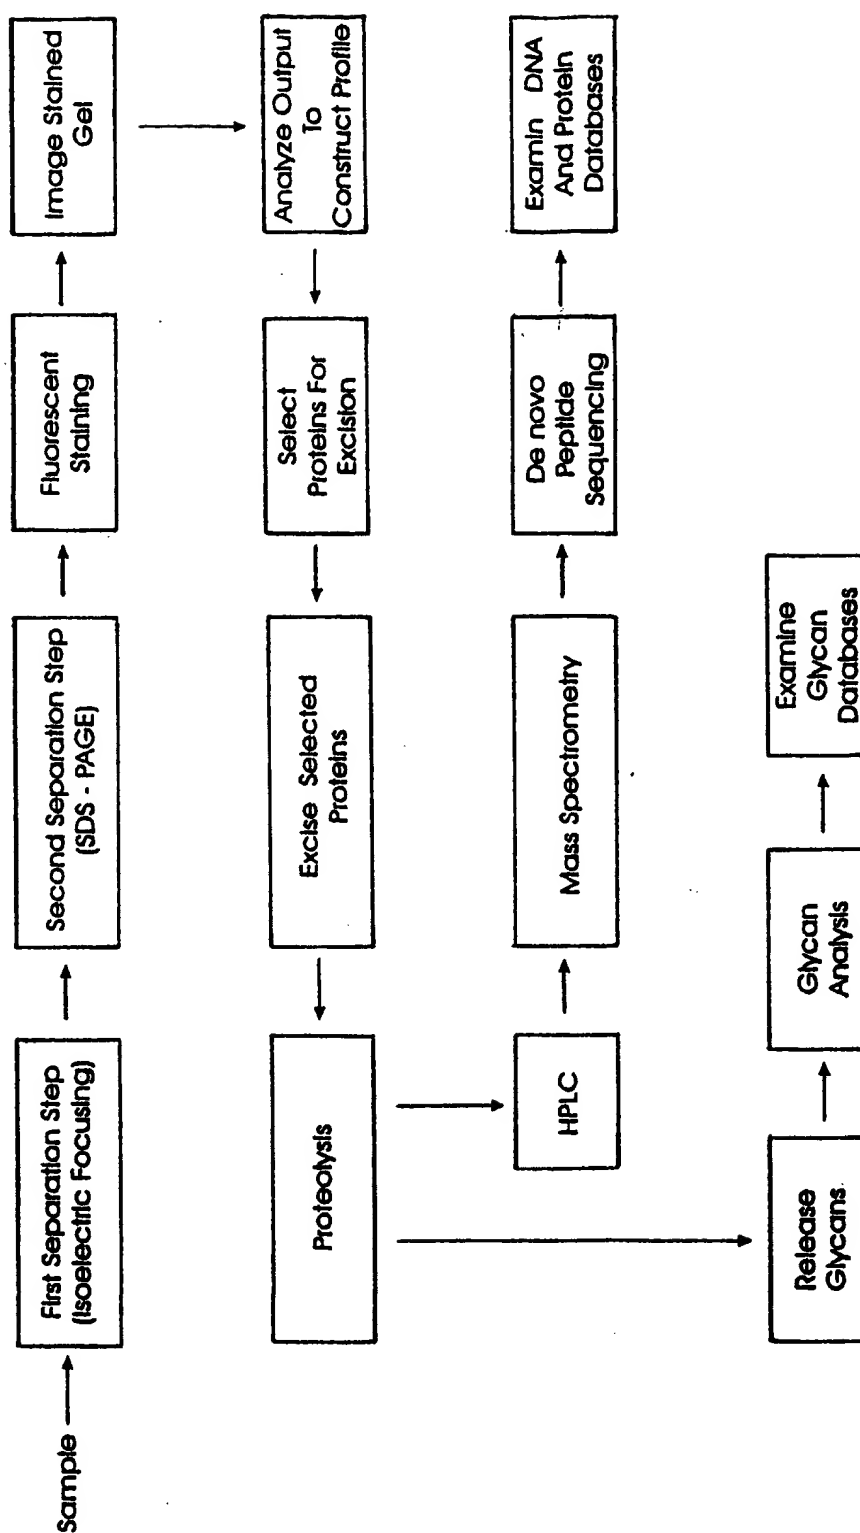 Sample
First Separation Step
(Isoelectric Focusing)
Second Separation Step
(SDS - PAGE)
Fluorescent
Staining
Image Stained
Gel
Analyze Output
To
Construct Profile
Select
Proteins For
Excision
Excise Selected
Proteins
Proteolysis
HPLC
Mass Spectrometry
De novo
Peptide
Sequencing
Examin DNA
And Protein
Databases
Release
Glycans
Glycan
Analysis
Examine
Glycan
Databases